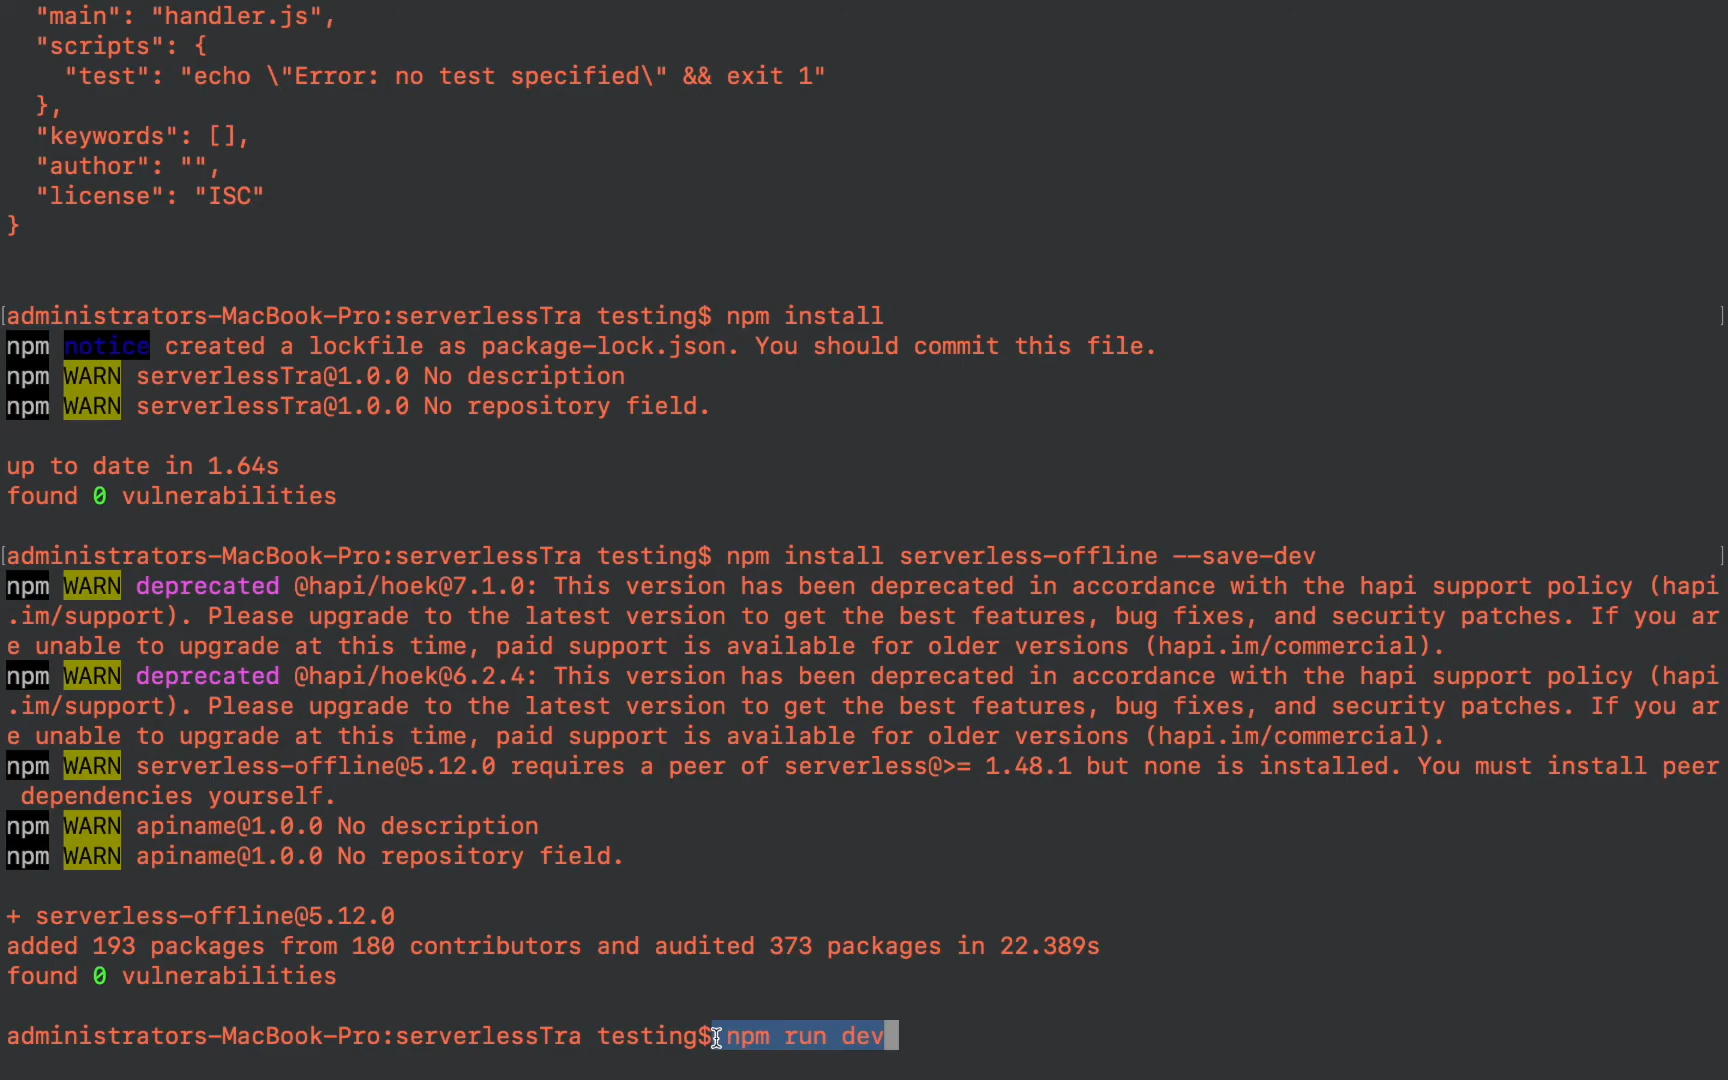 "main": "handler.js",
"scripts": {
"test": "echo \"Error: no test specified\" && exit 1"
},
"keywords": [],
"author": "",
"license": "ISC"
}
[administrators-MacBook-Pro:serverlessTra testing$ npm install ]
npm notice created a lockfile as package-lock.json. You should commit this file.
npm WARN serverlessTra@1.0.0 No description
npm WARN serverlessTra@1.0.0 No repository field.
up to date in 1.64s
found 0 vulnerabilities
[administrators-MacBook-Pro:serverlessTra testing$ npm install serverless-offline --save-dev ]
npm WARN deprecated @hapi/hoek@7.1.0: This version has been deprecated in accordance with the hapi support policy (hapi
.im/support). Please upgrade to the latest version to get the best features, bug fixes, and security patches. If you ar
e unable to upgrade at this time, paid support is available for older versions (hapi.im/commercial).
npm WARN deprecated @hapi/hoek@6.2.4: This version has been deprecated in accordance with the hapi support policy (hapi
.im/support). Please upgrade to the latest version to get the best features, bug fixes, and security patches. If you ar
e unable to upgrade at this time, paid support is available for older versions (hapi.im/commercial).
npm WARN serverless-offline@5.12.0 requires a peer of serverless@>= 1.48.1 but none is installed. You must install peer
dependencies yourself.
npm WARN apiname@1.0.0 No description
npm WARN apiname@1.0.0 No repository field.
+ serverless-offline@5.12.0
added 193 packages from 180 contributors and audited 373 packages in 22.389s
found 0 vulnerabilities
administrators-MacBook-Pro:serverlessTra testing$ npm run dev